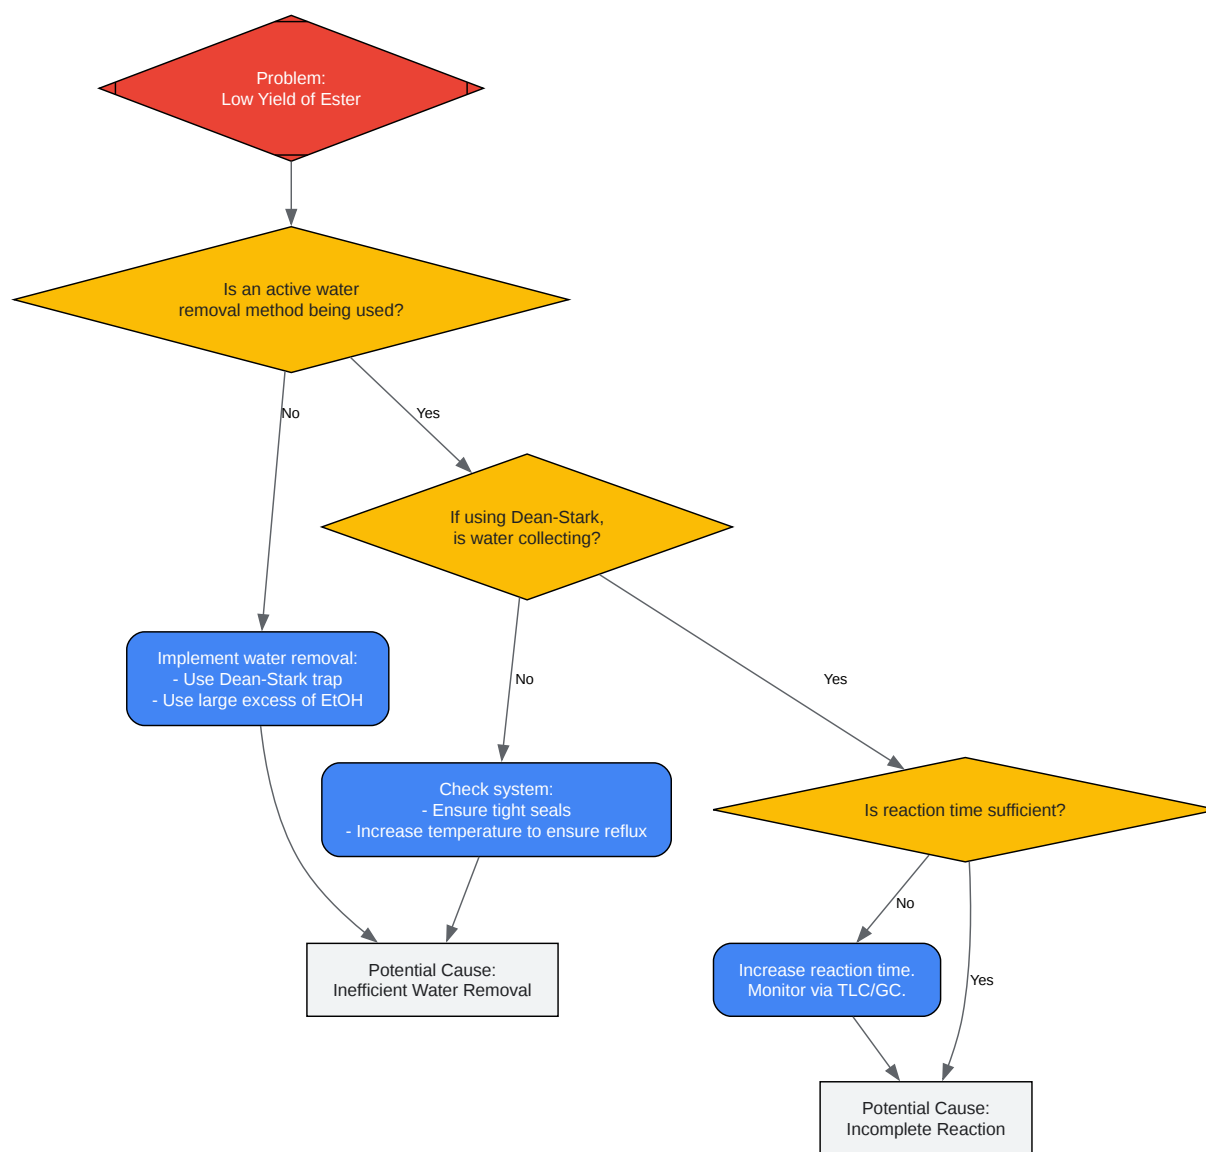 Problem:
Low Yield of Ester
Is an active water
removal method being used?
No
Yes
If using Dean-Stark,
is water collecting?
Implement water removal:
- Use Dean-Stark trap
- Use large excess of EtOH
No
Yes
Check system:
- Ensure tight seals
- Increase temperature to ensure reflux
Is reaction time sufficient?
No
Potential Cause:
Inefficient Water Removal
Increase reaction time.
Monitor via TLC/GC.
Yes
Potential Cause:
Incomplete Reaction